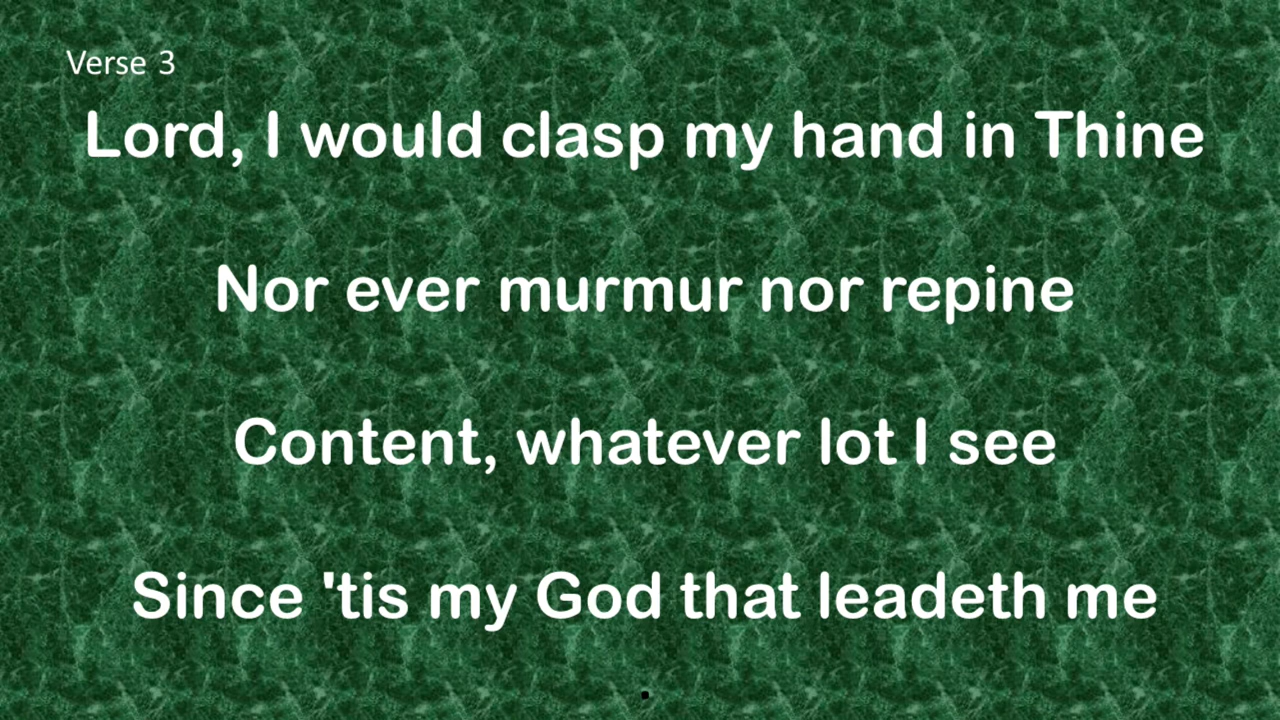 Verse 3
Lord, I would clasp my hand in Thine
Nor ever murmur nor repine
Content, whatever lot I see
Since 'tis my God that leadeth me
.